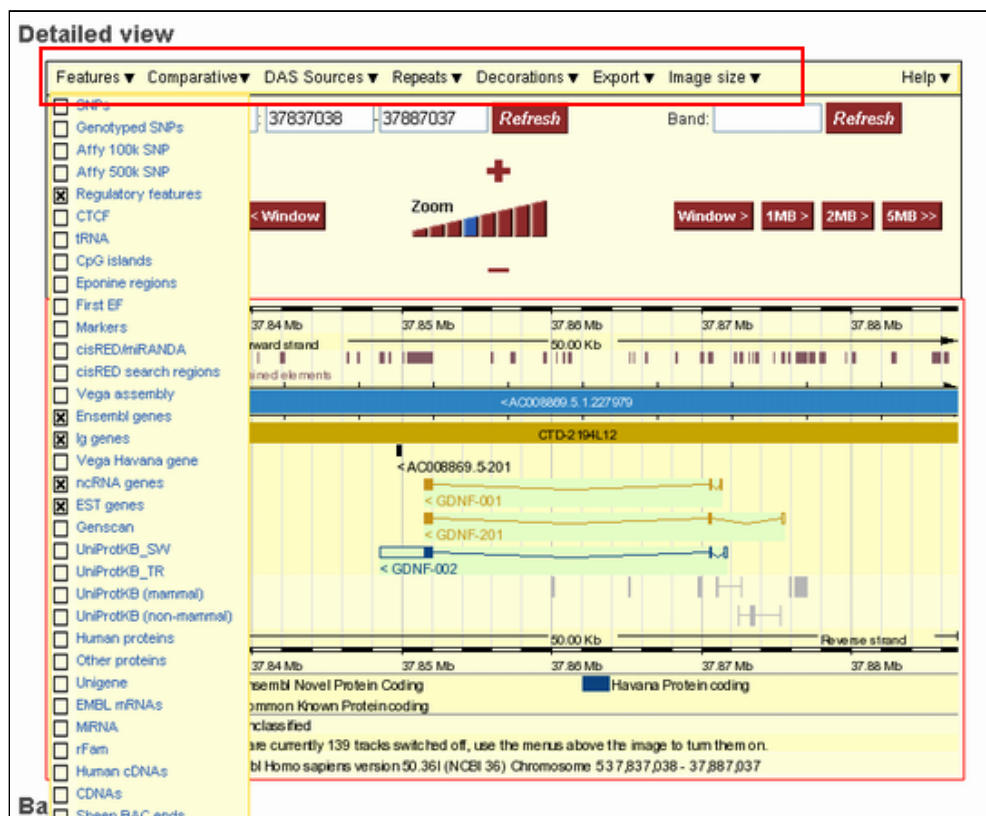 Detailed view
Features ▼ Comparative▼ DAS Sources ▼ Repeats ▼ Decorations ▼ Export ▼ Image size ▼ Help ▼
SNPs
Genotyped SNPs
Affy 100k SNP
Affy 500k SNP
Regulatory features
CTCF
tRNA
CpG islands
Eponine regions
First EF
Markers
cisRED/miRANDA
cisRED search regions
Vega assembly
Ensembl genes
Ig genes
Vega Havana gene
ncRNA genes
EST genes
Genscan
UniProtKB_SW
UniProtKB_TR
UniProtKB (mammal)
UniProtKB (non-mammal)
Human proteins
Other proteins
Unigene
EMBL mRNAs
MiRNA
rFam
Human cDNAs
CDNAs
Sheep BAC ends
: 37837038 - 37887037 Refresh Band: Refresh
< Window Zoom Window > 1MB > 2MB > 5MB >>
37.84 Mb 37.85 Mb 37.86 Mb 37.87 Mb 37.88 Mb
rward strand 50.00 Kb
ained elements
<AC008869.5.1.227979
CTD-2194L12
< AC008869.5-201
< GDNF-001
< GDNF-201
< GDNF-002
50.00 Kb Reverse strand
37.84 Mb 37.85 Mb 37.86 Mb 37.87 Mb 37.88 Mb
nsembl Novel Protein Coding Havana Protein coding
ommon Known Protein coding
nclassified
are currently 139 tracks switched off, use the menus above the image to turn them on.
bl Homo sapiens version 50.36l (NCBI 36) Chromosome 5 37,837,038 - 37,887,037
Ba